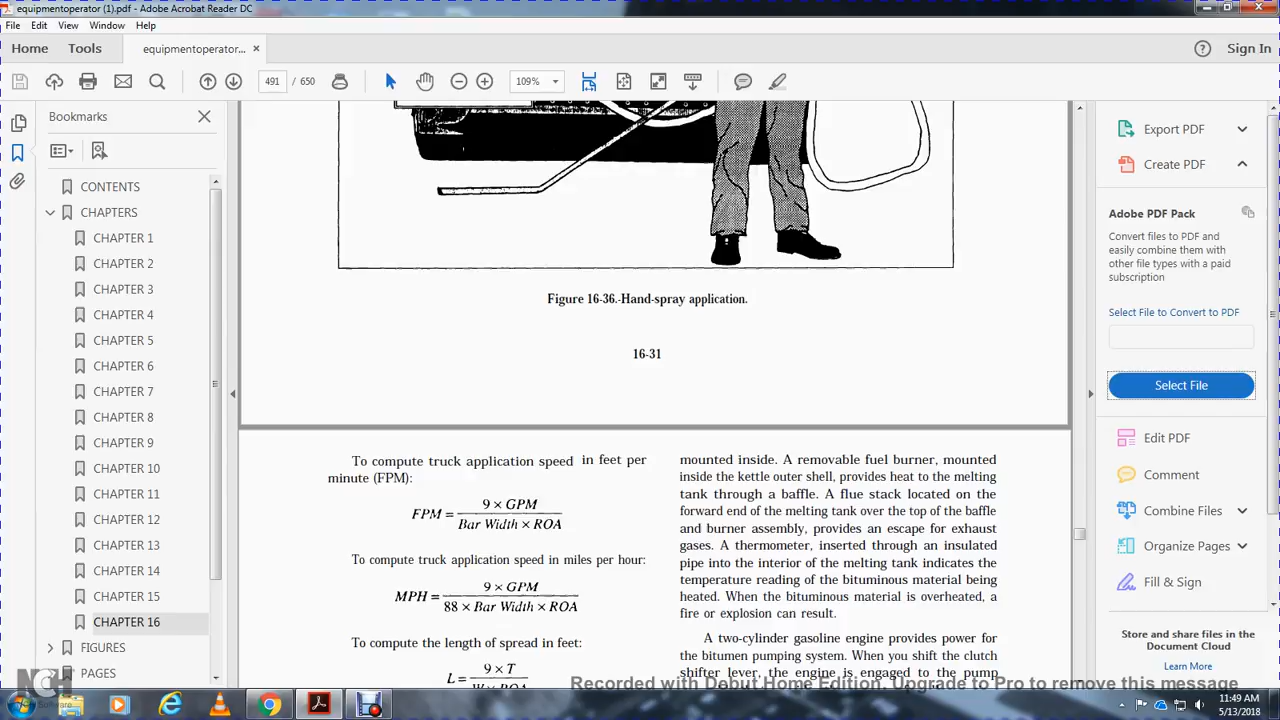 equipmentoperator (1).pdf - Adobe Acrobat Reader DC
File Edit View Window Help
Home Tools equipmentoperator... × Sign In
491 / 650 109%
Bookmarks
CONTENTS
CHAPTERS
CHAPTER 1
CHAPTER 2
CHAPTER 3
CHAPTER 4
CHAPTER 5
CHAPTER 6
CHAPTER 7
CHAPTER 8
CHAPTER 9
CHAPTER 10
CHAPTER 11
CHAPTER 12
CHAPTER 13
CHAPTER 14
CHAPTER 15
CHAPTER 16
FIGURES
PAGES
Figure 16-36.-Hand-spray application.
16-31
To compute truck application speed in feet per
minute (FPM):
FPM = 9 × GPM / Bar Width × ROA
To compute truck application speed in miles per hour:
MPH = 9 × GPM / 88 × Bar Width × ROA
To compute the length of spread in feet:
L = 9 × T
mounted inside. A removable fuel burner, mounted
inside the kettle outer shell, provides heat to the melting
tank through a baffle. A flue stack located on the
forward end of the melting tank over the top of the baffle
and burner assembly, provides an escape for exhaust
gases. A thermometer, inserted through an insulated
pipe into the interior of the melting tank indicates the
temperature reading of the bituminous material being
heated. When the bituminous material is overheated, a
fire or explosion can result.
A two-cylinder gasoline engine provides power for
the bitumen pumping system. When you shift the clutch
shifter lever, the engine is engaged to the pump
Export PDF
Create PDF
Adobe PDF Pack
Convert files to PDF and
easily combine them with
other file types with a paid
subscription
Select File to Convert to PDF
Select File
Edit PDF
Comment
Combine Files
Organize Pages
Fill & Sign
Store and share files in the
Document Cloud
Learn More
Recorded with Debut Home Edition. Upgrade to Pro to remove this message
NCH Software
11:49 AM
5/13/2018